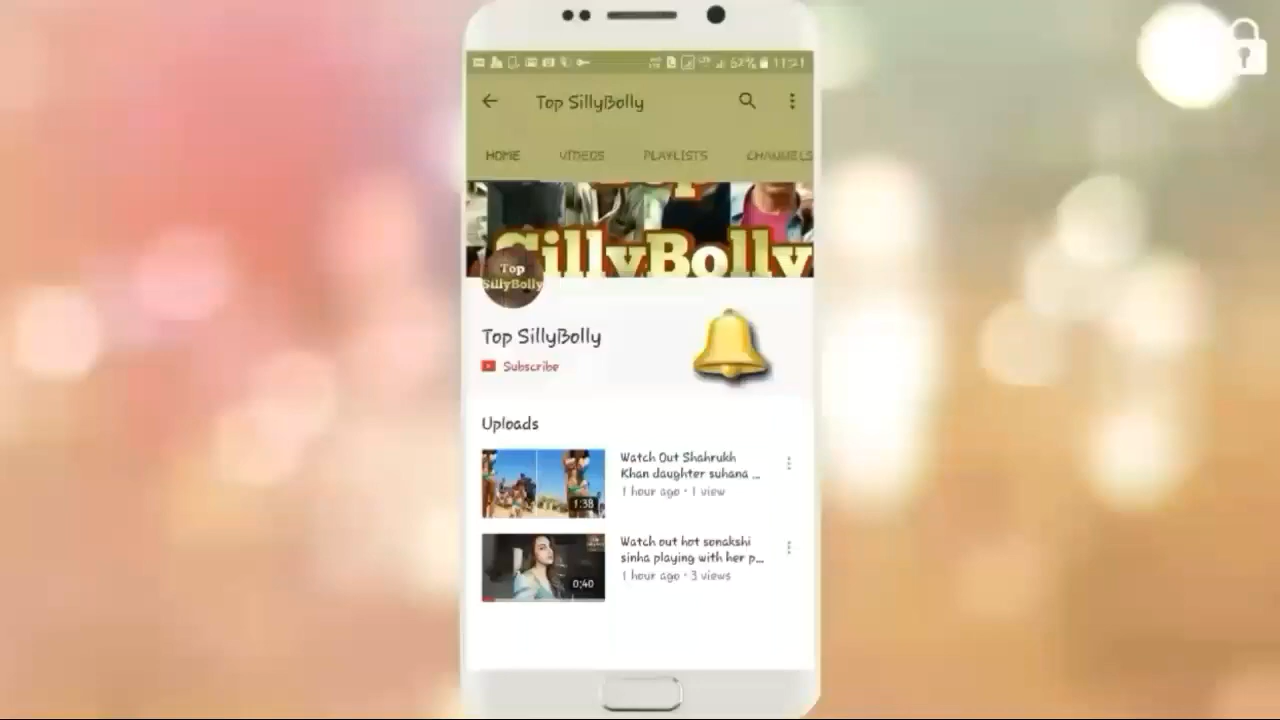 11:21
Top SillyBolly
HOME VIDEOS PLAYLISTS CHANNELS
SillyBolly
Top
SillyBolly
Top SillyBolly
Subscribe
Uploads
Watch Out Shahrukh
Khan daughter suhana ...
1 hour ago · 1 view
1:38
Watch out hot sonakshi
sinha playing with her p...
1 hour ago · 3 views
0:40